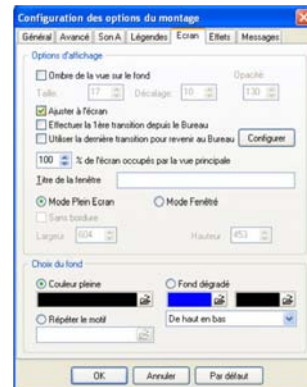 Configuration des options du montage
Général Avancé Son A Légendes Ecran Effets Messages
Options d'affichage
Ombre de la vue sur le fond Opacité
Taille 17 Décalage 10 130
Ajuster à l'écran
Effectuer la 1ère transition depuis le Bureau
Utiliser la dernière transition pour revenir au Bureau Configurer
100 % de l'écran occupés par la vue principale
Titre de la fenêtre
Mode Plein Ecran Mode Fenêtré
Sans bordure
Largeur 604 Hauteur 453
Choix du fond
Couleur pleine Fond dégradé
Répéter le motif De haut en bas
OK Annuler Par défaut